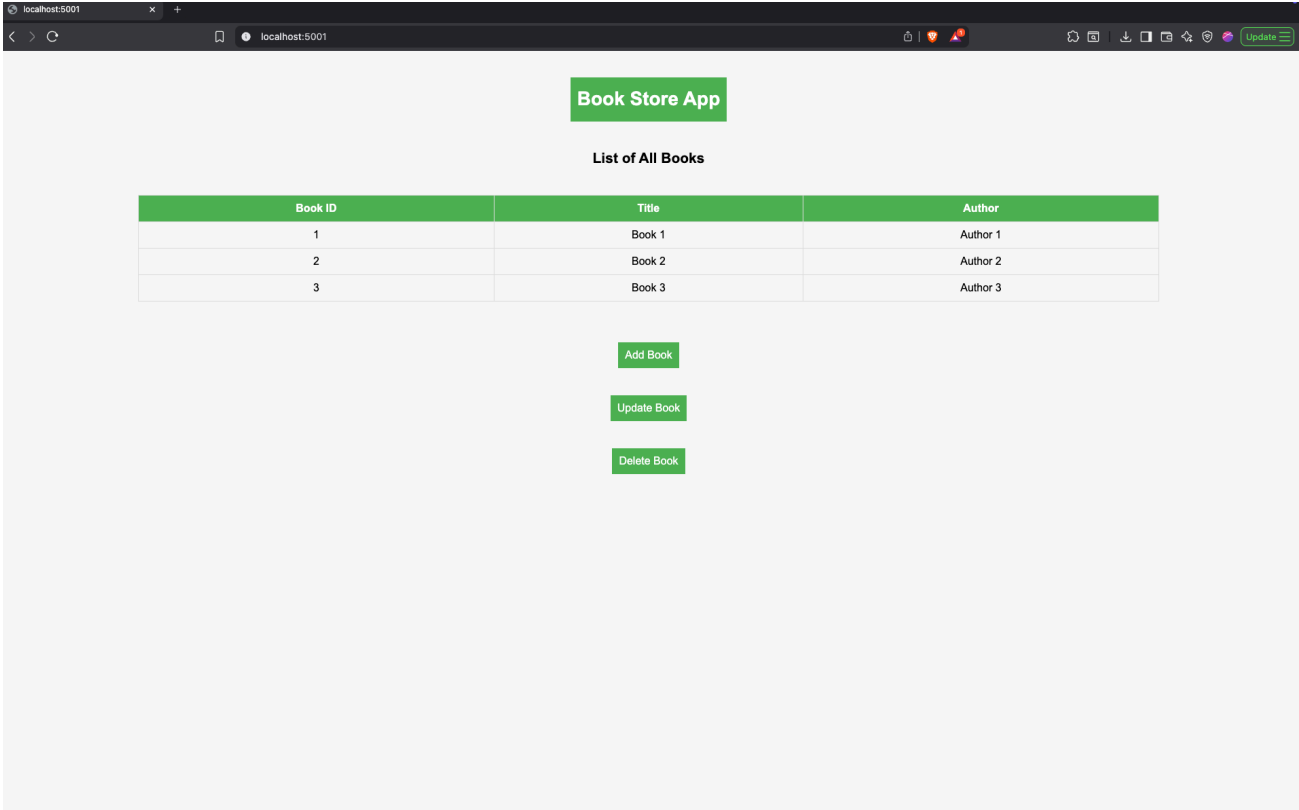 localhost:5001
localhost:5001
1
Update
Book Store App
List of All Books
Book ID Title Author
1 Book 1 Author 1
2 Book 2 Author 2
3 Book 3 Author 3
Add Book
Update Book
Delete Book